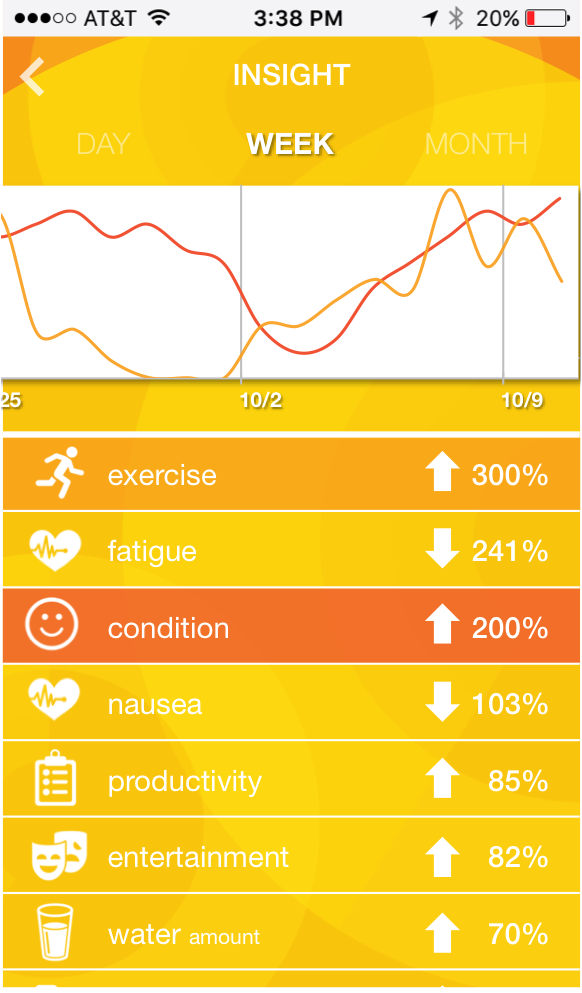 AT&T 3:38 PM 20%
INSIGHT
DAY WEEK MONTH
25 10/2 10/9
exercise 300%
fatigue 241%
condition 200%
nausea 103%
productivity 85%
entertainment 82%
water amount 70%